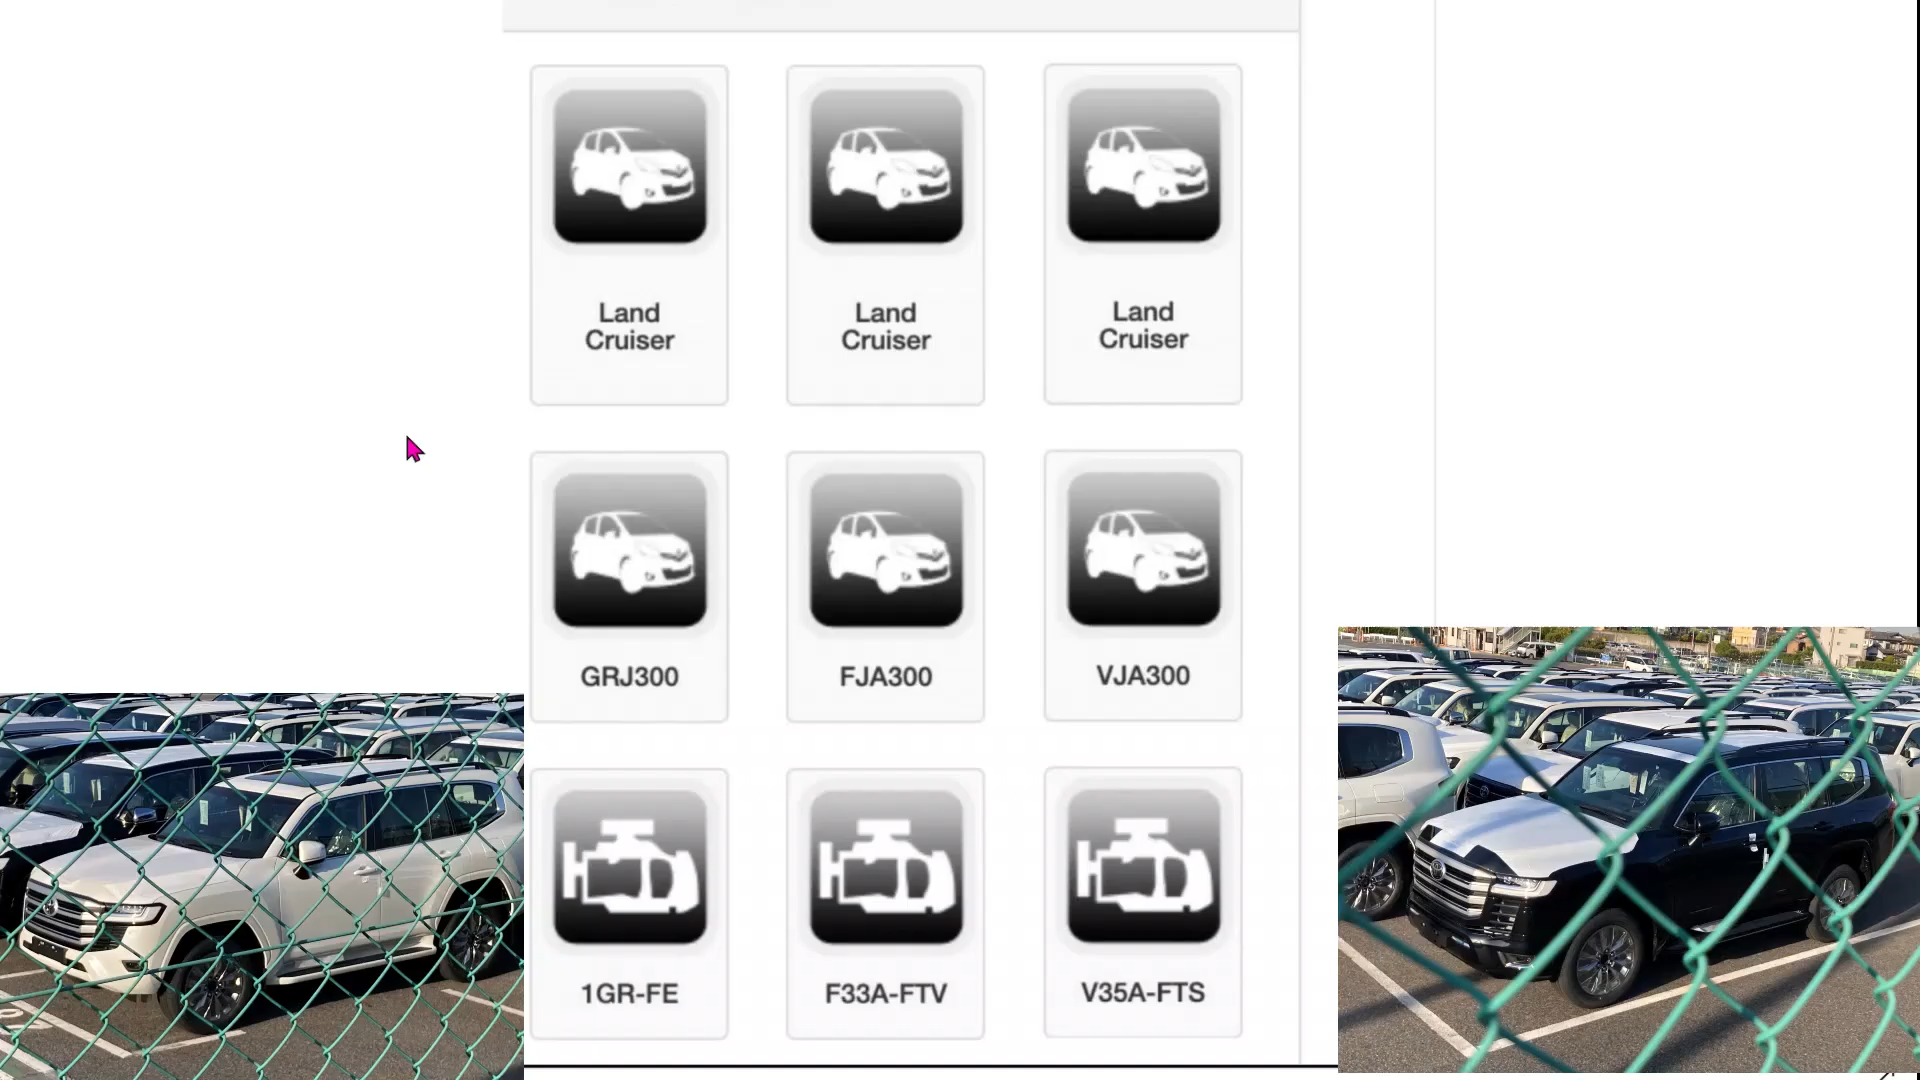 Land
Cruiser
Land
Cruiser
Land
Cruiser
GRJ300
FJA300
VJA300
1GR-FE
F33A-FTV
V35A-FTS